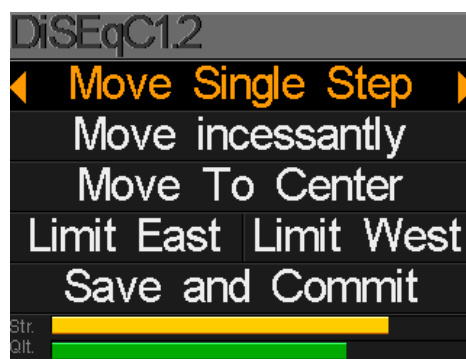 DiSEqC1.2
Move Single Step
Move incessantly
Move To Center
Limit East Limit West
Save and Commit
Str.
Qlt.